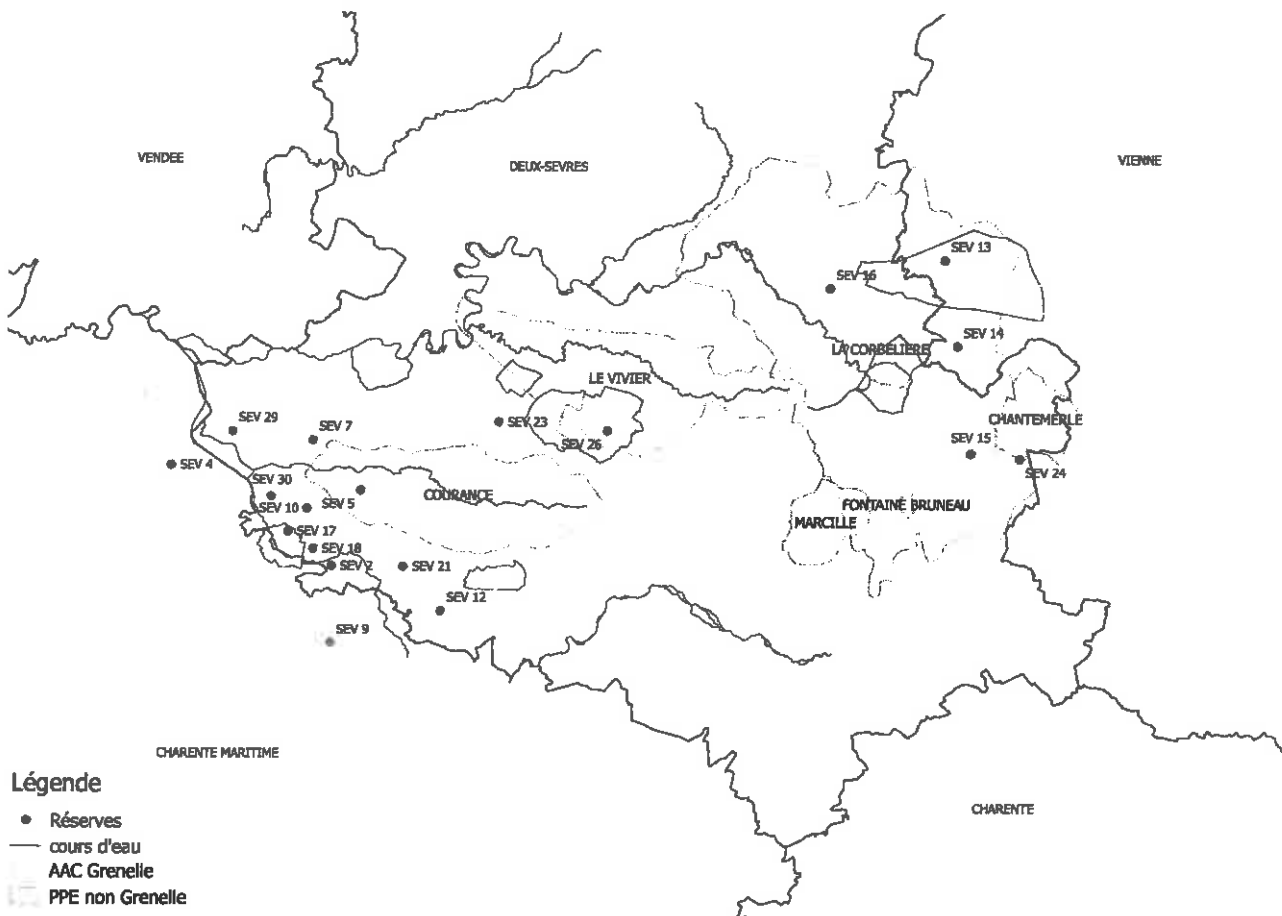 VENDEE
DEUX-SEVRES
VIENNE
SEV 13
SEV 16
SEV 14
LA CORBELIERE
LE VIVIER
CHANTEMERLE
SEV 29
SEV 7
SEV 23
SEV 26
SEV 15
SEV 24
SEV 4
SEV 30
SEV 5
COURANCE
SEV 10
FONTAINE BRUNEAU
MARCILLE
SEV 17
SEV 18
SEV 2
SEV 21
SEV 12
SEV 9
CHARENTE MARITIME
CHARENTE
Légende
Réserves
cours d'eau
AAC Grenelle
PPE non Grenelle